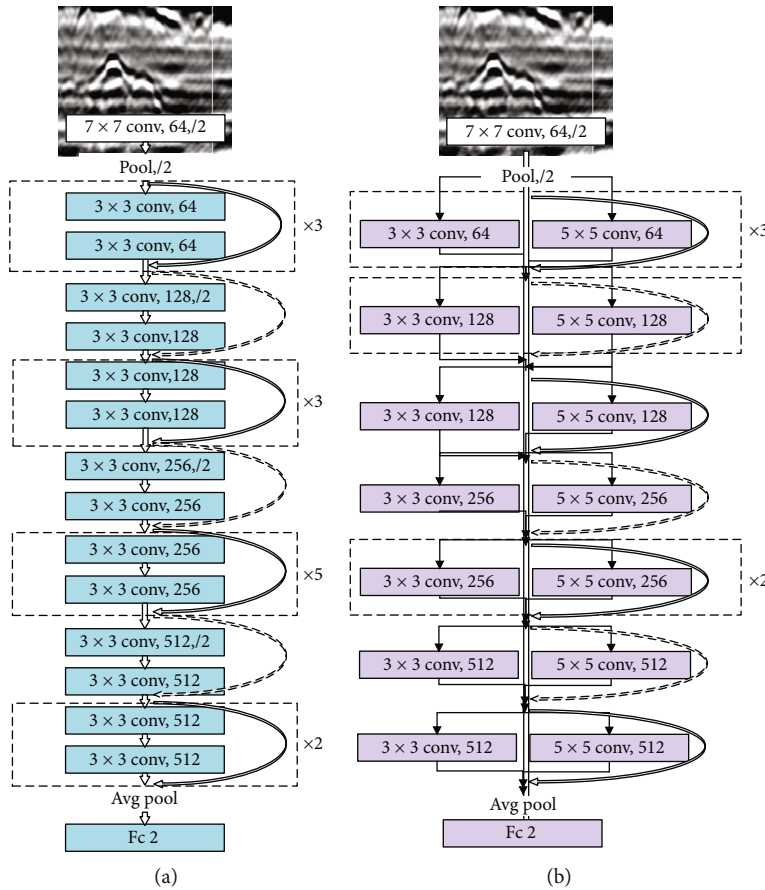 7 × 7 conv, 64,/2
Pool,/2
3 × 3 conv, 64
×3
3 × 3 conv, 64
3 × 3 conv, 128,/2
3 × 3 conv,128
3 × 3 conv,128
×3
3 × 3 conv,128
3 × 3 conv, 256,/2
3 × 3 conv, 256
3 × 3 conv, 256
×5
3 × 3 conv, 256
3 × 3 conv, 512,/2
3 × 3 conv, 512
3 × 3 conv, 512
×2
3 × 3 conv, 512
Avg pool
Fc 2
(a)
7 × 7 conv, 64,/2
Pool,/2
3 × 3 conv, 64
5 × 5 conv, 64
×3
3 × 3 conv, 128
5 × 5 conv, 128
3 × 3 conv, 128
5 × 5 conv, 128
3 × 3 conv, 256
5 × 5 conv, 256
3 × 3 conv, 256
5 × 5 conv, 256
×2
3 × 3 conv, 512
5 × 5 conv, 512
3 × 3 conv, 512
5 × 5 conv, 512
Avg pool
Fc 2
(b)